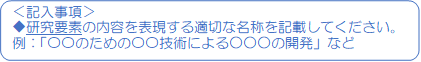 ＜記入事項＞
◆研究要素の内容を表現する適切な名称を記載してください。
例：「〇〇のための〇〇技術による〇〇〇の開発」など